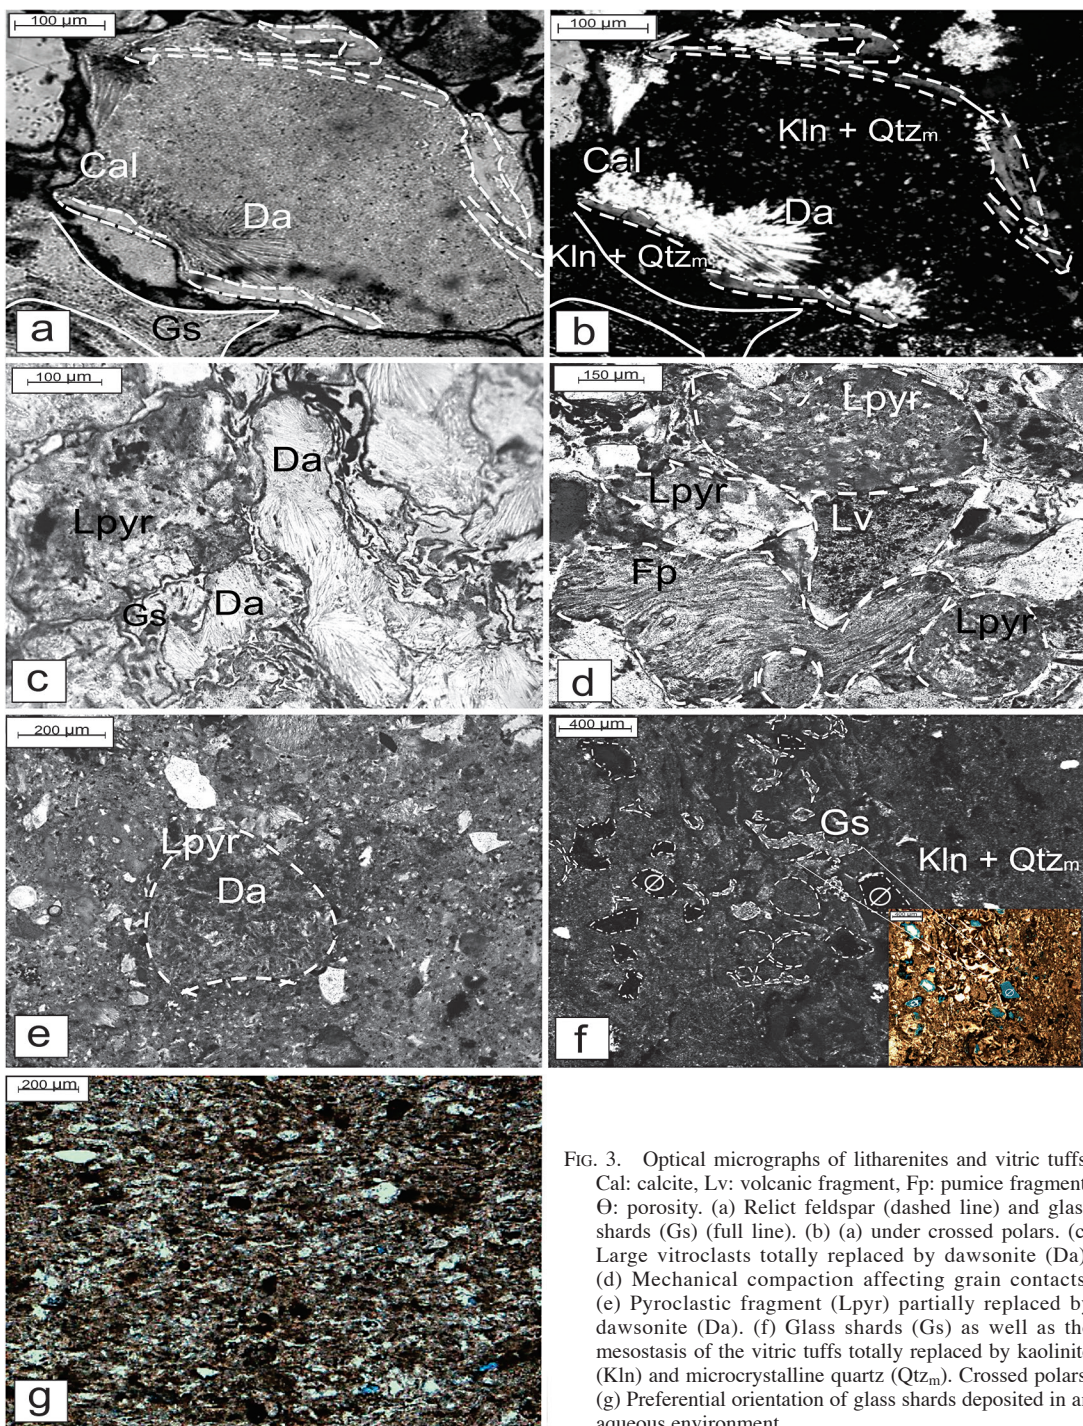 100 µm
Cal
Da
Gs
a
100 µm
Kln + Qtzm
Cal
Da
Kln + Qtzm
b
100 µm
Da
Lpyr
Gs
Da
c
150 µm
Lpyr
Lpyr
Lv
Fp
Lpyr
d
200 µm
Lpyr
Da
e
400 µm
Gs
Kln + Qtzm
Ø
Ø
400 µm
Ø
Ø
f
200 µm
g
FIG. 3. Optical micrographs of litharenites and vitric tuffs
Cal: calcite, Lv: volcanic fragment, Fp: pumice fragment
Ɵ: porosity. (a) Relict feldspar (dashed line) and glas
shards (Gs) (full line). (b) (a) under crossed polars. (c
Large vitroclasts totally replaced by dawsonite (Da)
(d) Mechanical compaction affecting grain contacts
(e) Pyroclastic fragment (Lpyr) partially replaced by
dawsonite (Da). (f) Glass shards (Gs) as well as the
mesostasis of the vitric tuffs totally replaced by kaolinit
(Kln) and microcrystalline quartz (Qtzm). Crossed polars
(g) Preferential orientation of glass shards deposited in a
aqueous environment